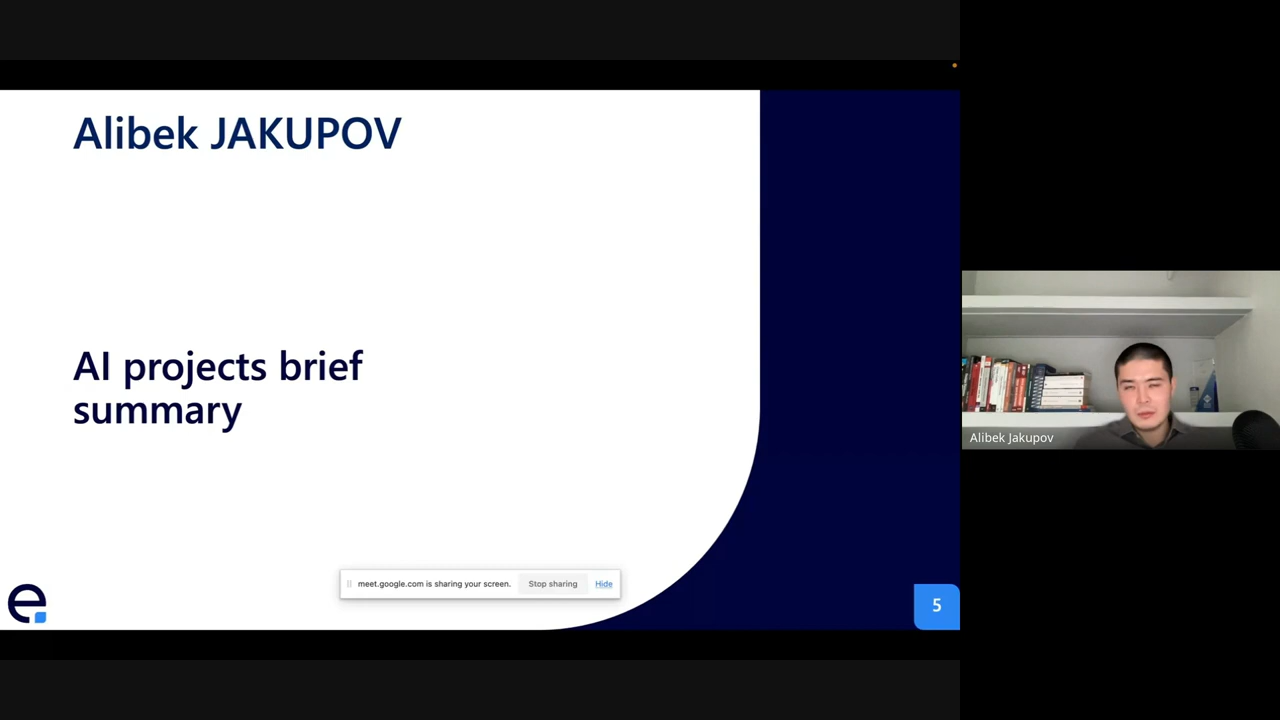 Alibek JAKUPOV
AI projects brief
summary
meet.google.com is sharing your screen. Stop sharing Hide
e
5
Alibek Jakupov